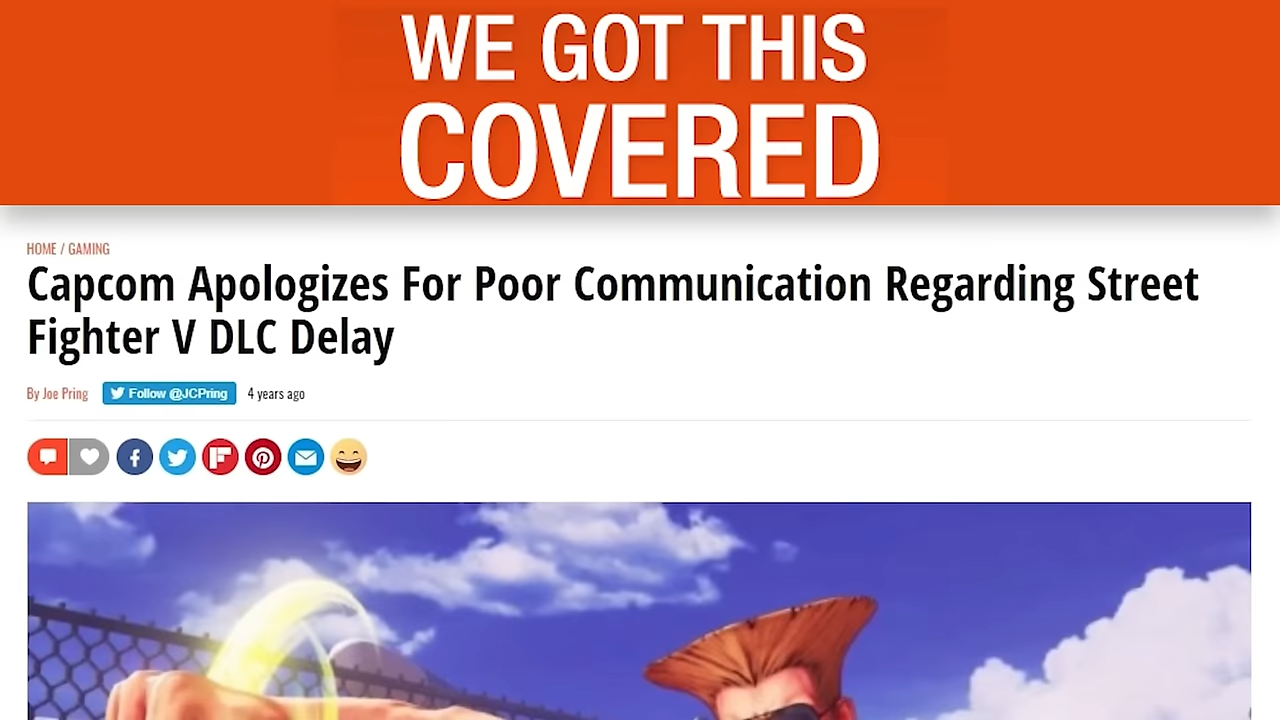 WE GOT THIS
COVERED
HOME / GAMING
Capcom Apologizes For Poor Communication Regarding Street
Fighter V DLC Delay
By Joe Pring Follow @JCPring 4 years ago